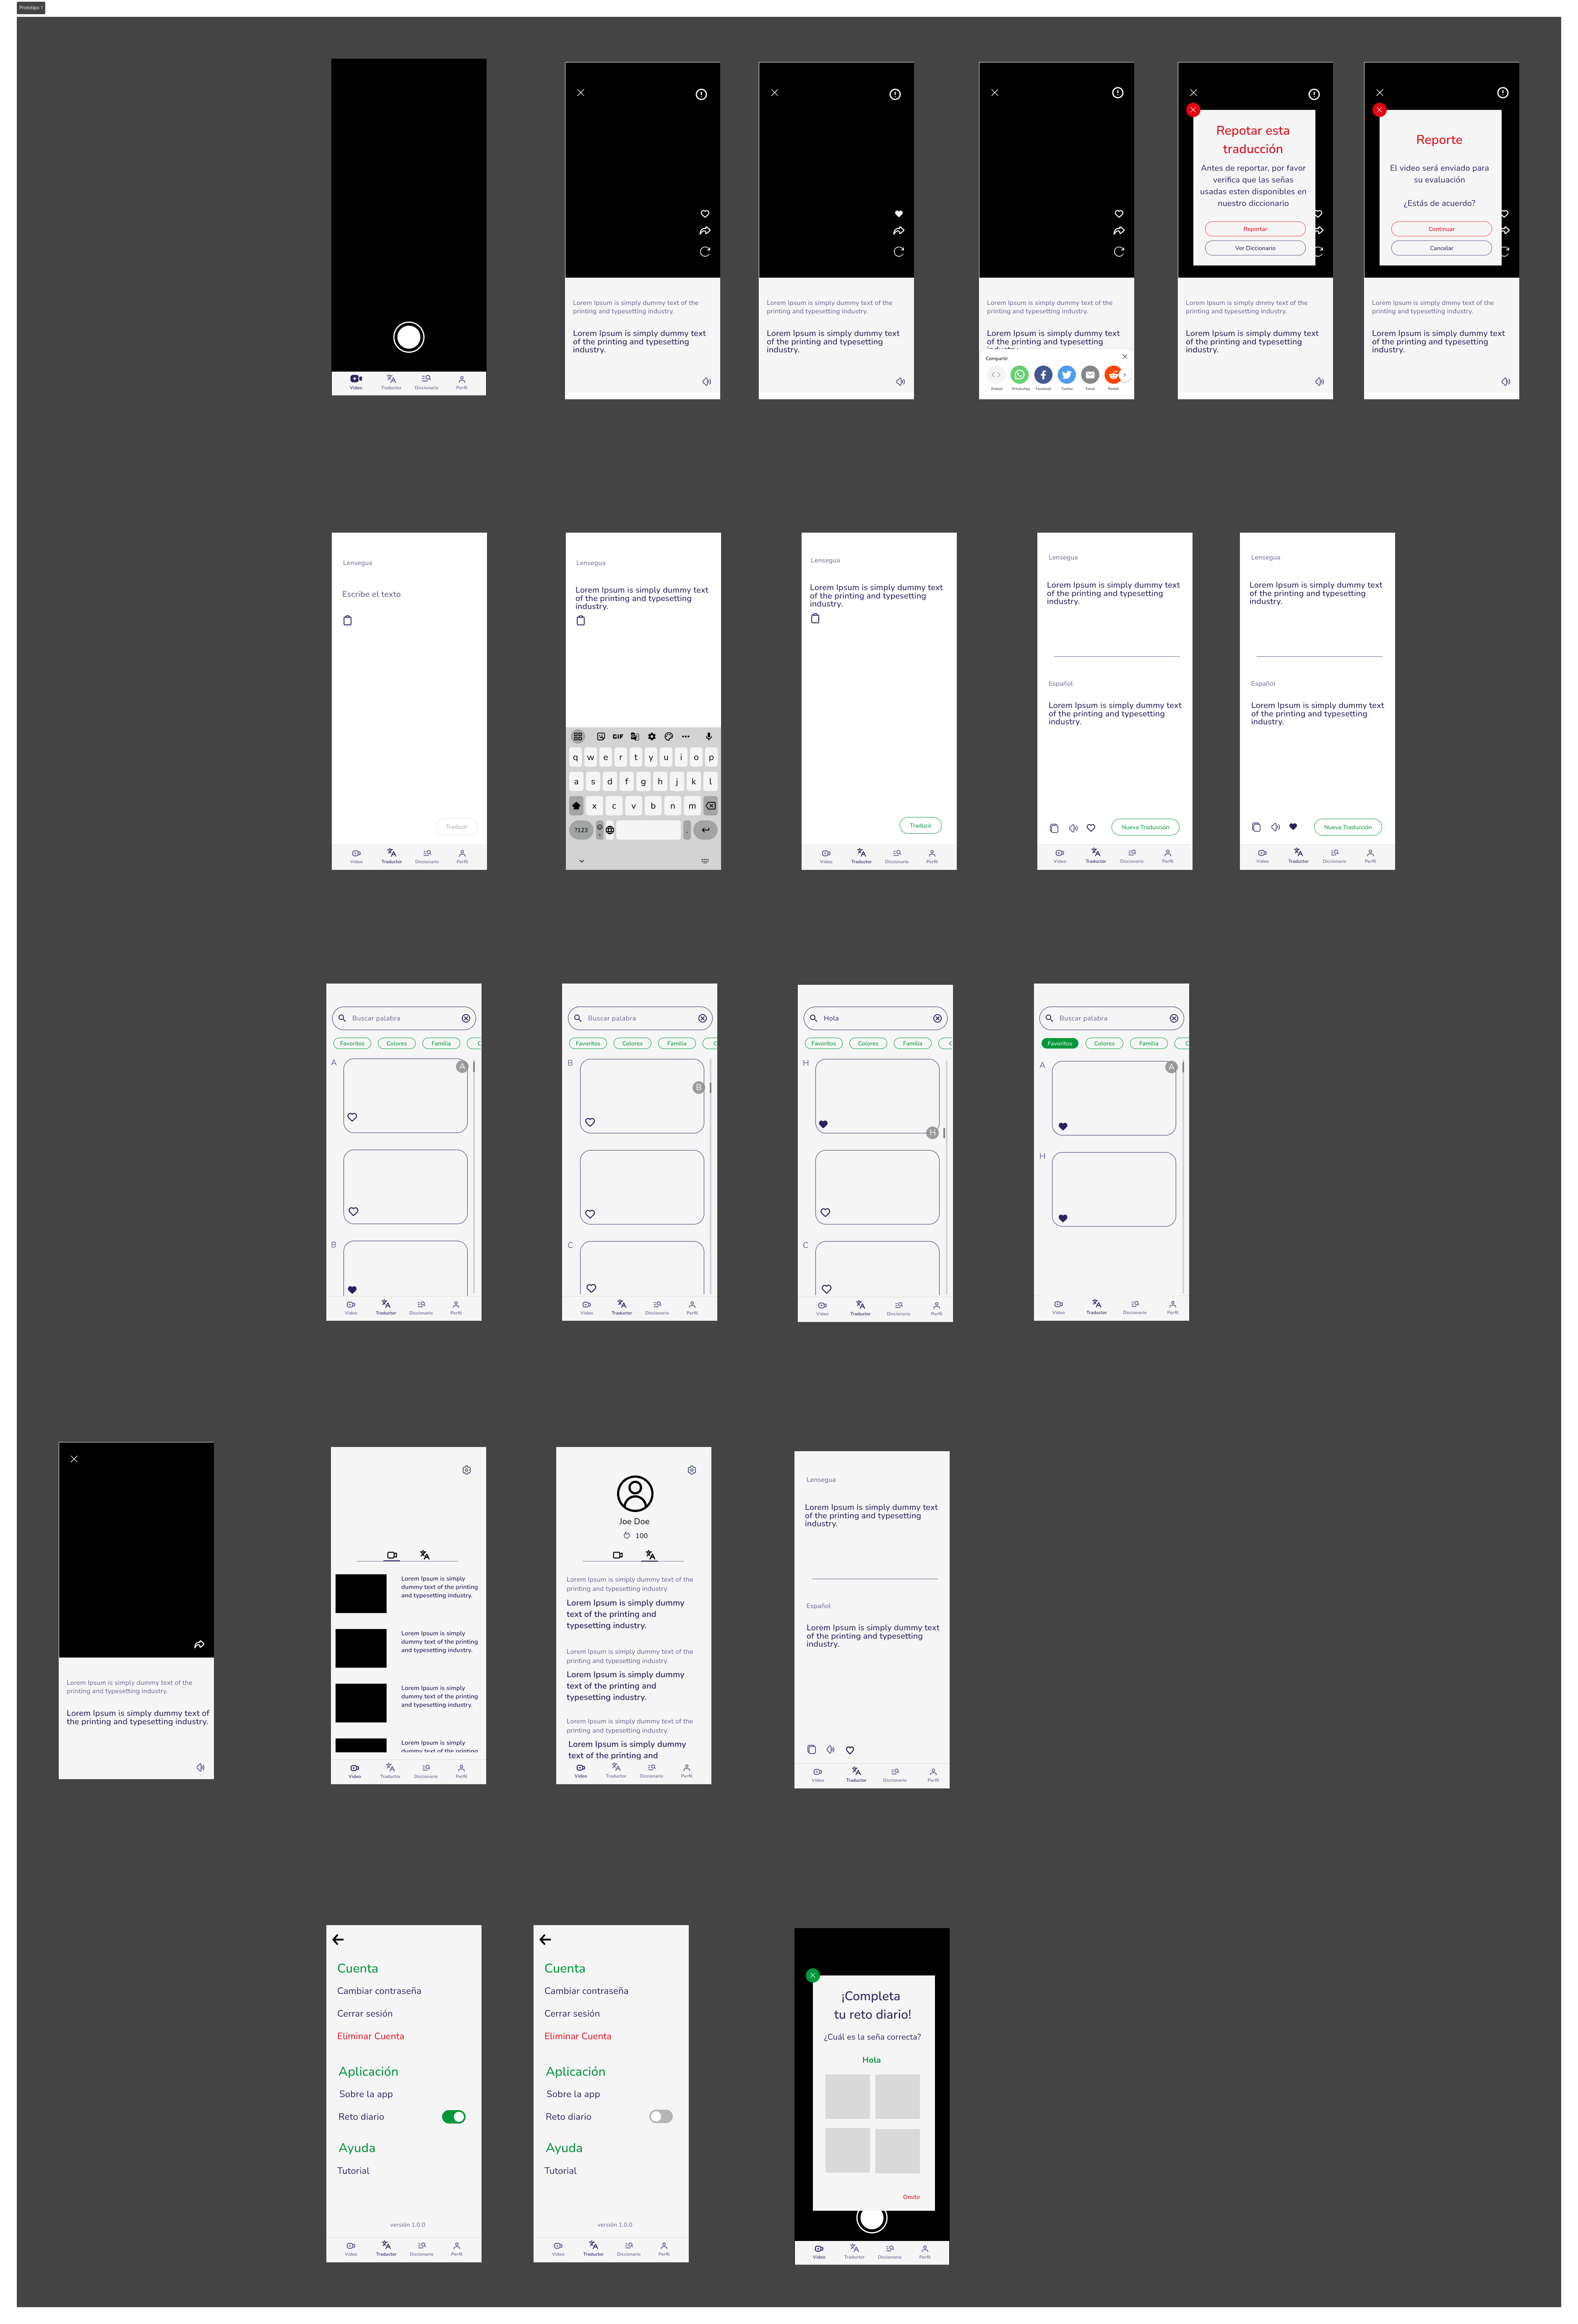 Prototipo 1
Video
Traductor
Diccionario
Perfil
Lorem Ipsum is simply dummy text of the
printing and typesetting industry.
Lorem Ipsum is simply dummy text
of the printing and typesetting
industry.
Lorem Ipsum is simply dummy text of the
printing and typesetting industry.
Lorem Ipsum is simply dummy text
of the printing and typesetting
industry.
Lorem Ipsum is simply dummy text of the
printing and typesetting industry.
Lorem Ipsum is simply dummy text
of the printing and typesetting
Compartir
Embed
WhatsApp
Facebook
Twitter
Email
Reddit
Repotar esta
traducción
Antes de reportar, por favor
verifica que las señas
usadas esten disponibles en
nuestro diccionario
Reportar
Ver Diccionario
Lorem Ipsum is simply dmmy text of the
printing and typesetting industry.
Lorem Ipsum is simply dummy text
of the printing and typesetting
industry.
Reporte
El video será enviado para
su evaluación
¿Estás de acuerdo?
Continuar
Cancelar
Lorem Ipsum is simply dmmy text of the
printing and typesetting industry.
Lorem Ipsum is simply dummy text
of the printing and typesetting
industry.
Lensegua
Escribe el texto
Traducir
Video
Traductor
Diccionario
Perfil
Lensegua
Lorem Ipsum is simply dummy text
of the printing and typesetting
industry.
GIF
q w e r t y u i o p
a s d f g h j k l
x c v b n m
?123
,
.
Lensegua
Lorem Ipsum is simply dummy text
of the printing and typesetting
industry.
Traducir
Video
Traductor
Diccionario
Perfil
Lensegua
Lorem Ipsum is simply dummy text
of the printing and typesetting
industry.
Español
Lorem Ipsum is simply dummy text
of the printing and typesetting
industry.
Nueva Traducción
Video
Traductor
Diccionario
Perfil
Lensegua
Lorem Ipsum is simply dummy text
of the printing and typesetting
industry.
Español
Lorem Ipsum is simply dummy text
of the printing and typesetting
industry.
Nueva Traducción
Video
Traductor
Diccionario
Perfil
Buscar palabra
Favoritos
Colores
Familia
C
A
A
B
Video
Traductor
Diccionario
Perfil
Buscar palabra
Favoritos
Colores
Familia
C
B
B
C
Video
Traductor
Diccionario
Perfil
Hola
Favoritos
Colores
Familia
C
H
H
C
Video
Traductor
Diccionario
Perfil
Buscar palabra
Favoritos
Colores
Familia
C
A
A
H
Video
Traductor
Diccionario
Perfil
Lorem Ipsum is simply dummy text of the
printing and typesetting industry.
Lorem Ipsum is simply dummy text of
the printing and typesetting industry.
Lorem Ipsum is simply
dummy text of the printing
and typesetting industry.
Lorem Ipsum is simply
dummy text of the printing
and typesetting industry.
Lorem Ipsum is simply
dummy text of the printing
and typesetting industry.
Lorem Ipsum is simply
dummy text of the printing
Video
Traductor
Diccionario
Perfil
Joe Doe
100
Lorem Ipsum is simply dummy text of the
printing and typesetting industry.
Lorem Ipsum is simply dummy
text of the printing and
typesetting industry.
Lorem Ipsum is simply dummy text of the
printing and typesetting industry.
Lorem Ipsum is simply dummy
text of the printing and
typesetting industry.
Lorem Ipsum is simply dummy text of the
printing and typesetting industry.
Lorem Ipsum is simply dummy
text of the printing and
Video
Traductor
Diccionario
Perfil
Lensegua
Lorem Ipsum is simply dummy text
of the printing and typesetting
industry.
Español
Lorem Ipsum is simply dummy text
of the printing and typesetting
industry.
Video
Traductor
Diccionario
Perfil
Cuenta
Cambiar contraseña
Cerrar sesión
Eliminar Cuenta
Aplicación
Sobre la app
Reto diario
Ayuda
Tutorial
versión 1.0.0
Video
Traductor
Diccionario
Perfil
Cuenta
Cambiar contraseña
Cerrar sesión
Eliminar Cuenta
Aplicación
Sobre la app
Reto diario
Ayuda
Tutorial
versión 1.0.0
Video
Traductor
Diccionario
Perfil
¡Completa
tu reto diario!
¿Cuál es la seña correcta?
Hola
Omitir
Video
Traductor
Diccionario
Perfil